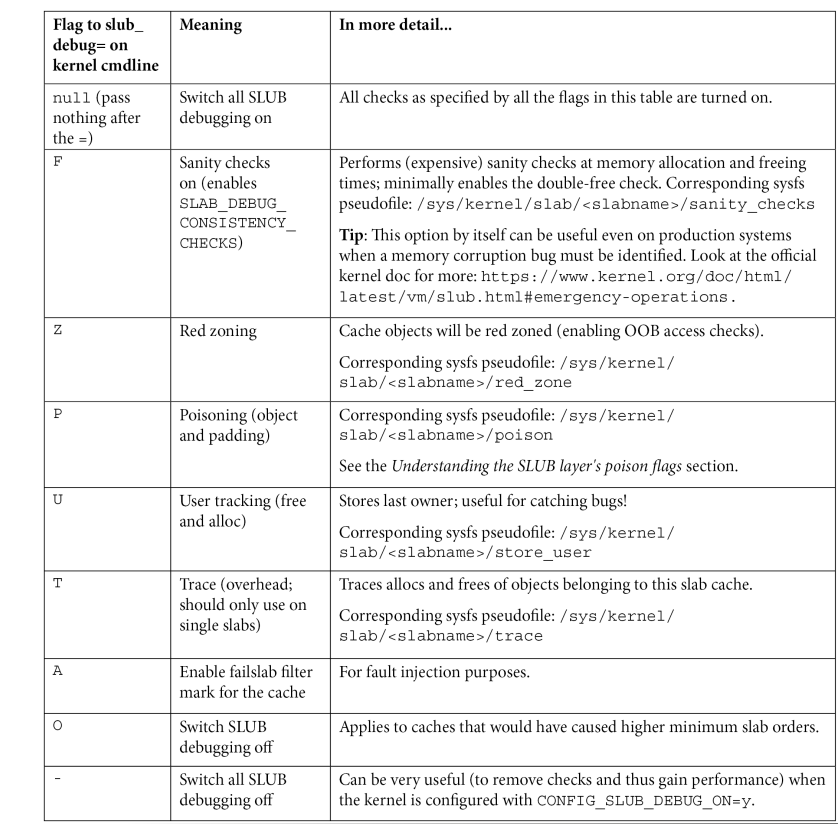 Flag to slub_
debug= on
kernel cmdline
Meaning
In more detail...
null (pass
nothing after
the =)
Switch all SLUB
debugging on
All checks as specified by all the flags in this table are turned on.
F
Sanity checks
on (enables
SLAB_DEBUG_
CONSISTENCY_
CHECKS)
Performs (expensive) sanity checks at memory allocation and freeing
times; minimally enables the double-free check. Corresponding sysfs
pseudofile: /sys/kernel/slab/<slabname>/sanity_checks
Tip: This option by itself can be useful even on production systems
when a memory corruption bug must be identified. Look at the official
kernel doc for more: https://www.kernel.org/doc/html/
latest/vm/slub.html#emergency-operations.
Z
Red zoning
Cache objects will be red zoned (enabling OOB access checks).
Corresponding sysfs pseudofile: /sys/kernel/
slab/<slabname>/red_zone
P
Poisoning (object
and padding)
Corresponding sysfs pseudofile: /sys/kernel/
slab/<slabname>/poison
See the Understanding the SLUB layer's poison flags section.
U
User tracking (free
and alloc)
Stores last owner; useful for catching bugs!
Corresponding sysfs pseudofile: /sys/kernel/
slab/<slabname>/store_user
T
Trace (overhead;
should only use on
single slabs)
Traces allocs and frees of objects belonging to this slab cache.
Corresponding sysfs pseudofile: /sys/kernel/
slab/<slabname>/trace
A
Enable failslab filter
mark for the cache
For fault injection purposes.
O
Switch SLUB
debugging off
Applies to caches that would have caused higher minimum slab orders.
-
Switch all SLUB
debugging off
Can be very useful (to remove checks and thus gain performance) when
the kernel is configured with CONFIG_SLUB_DEBUG_ON=y.